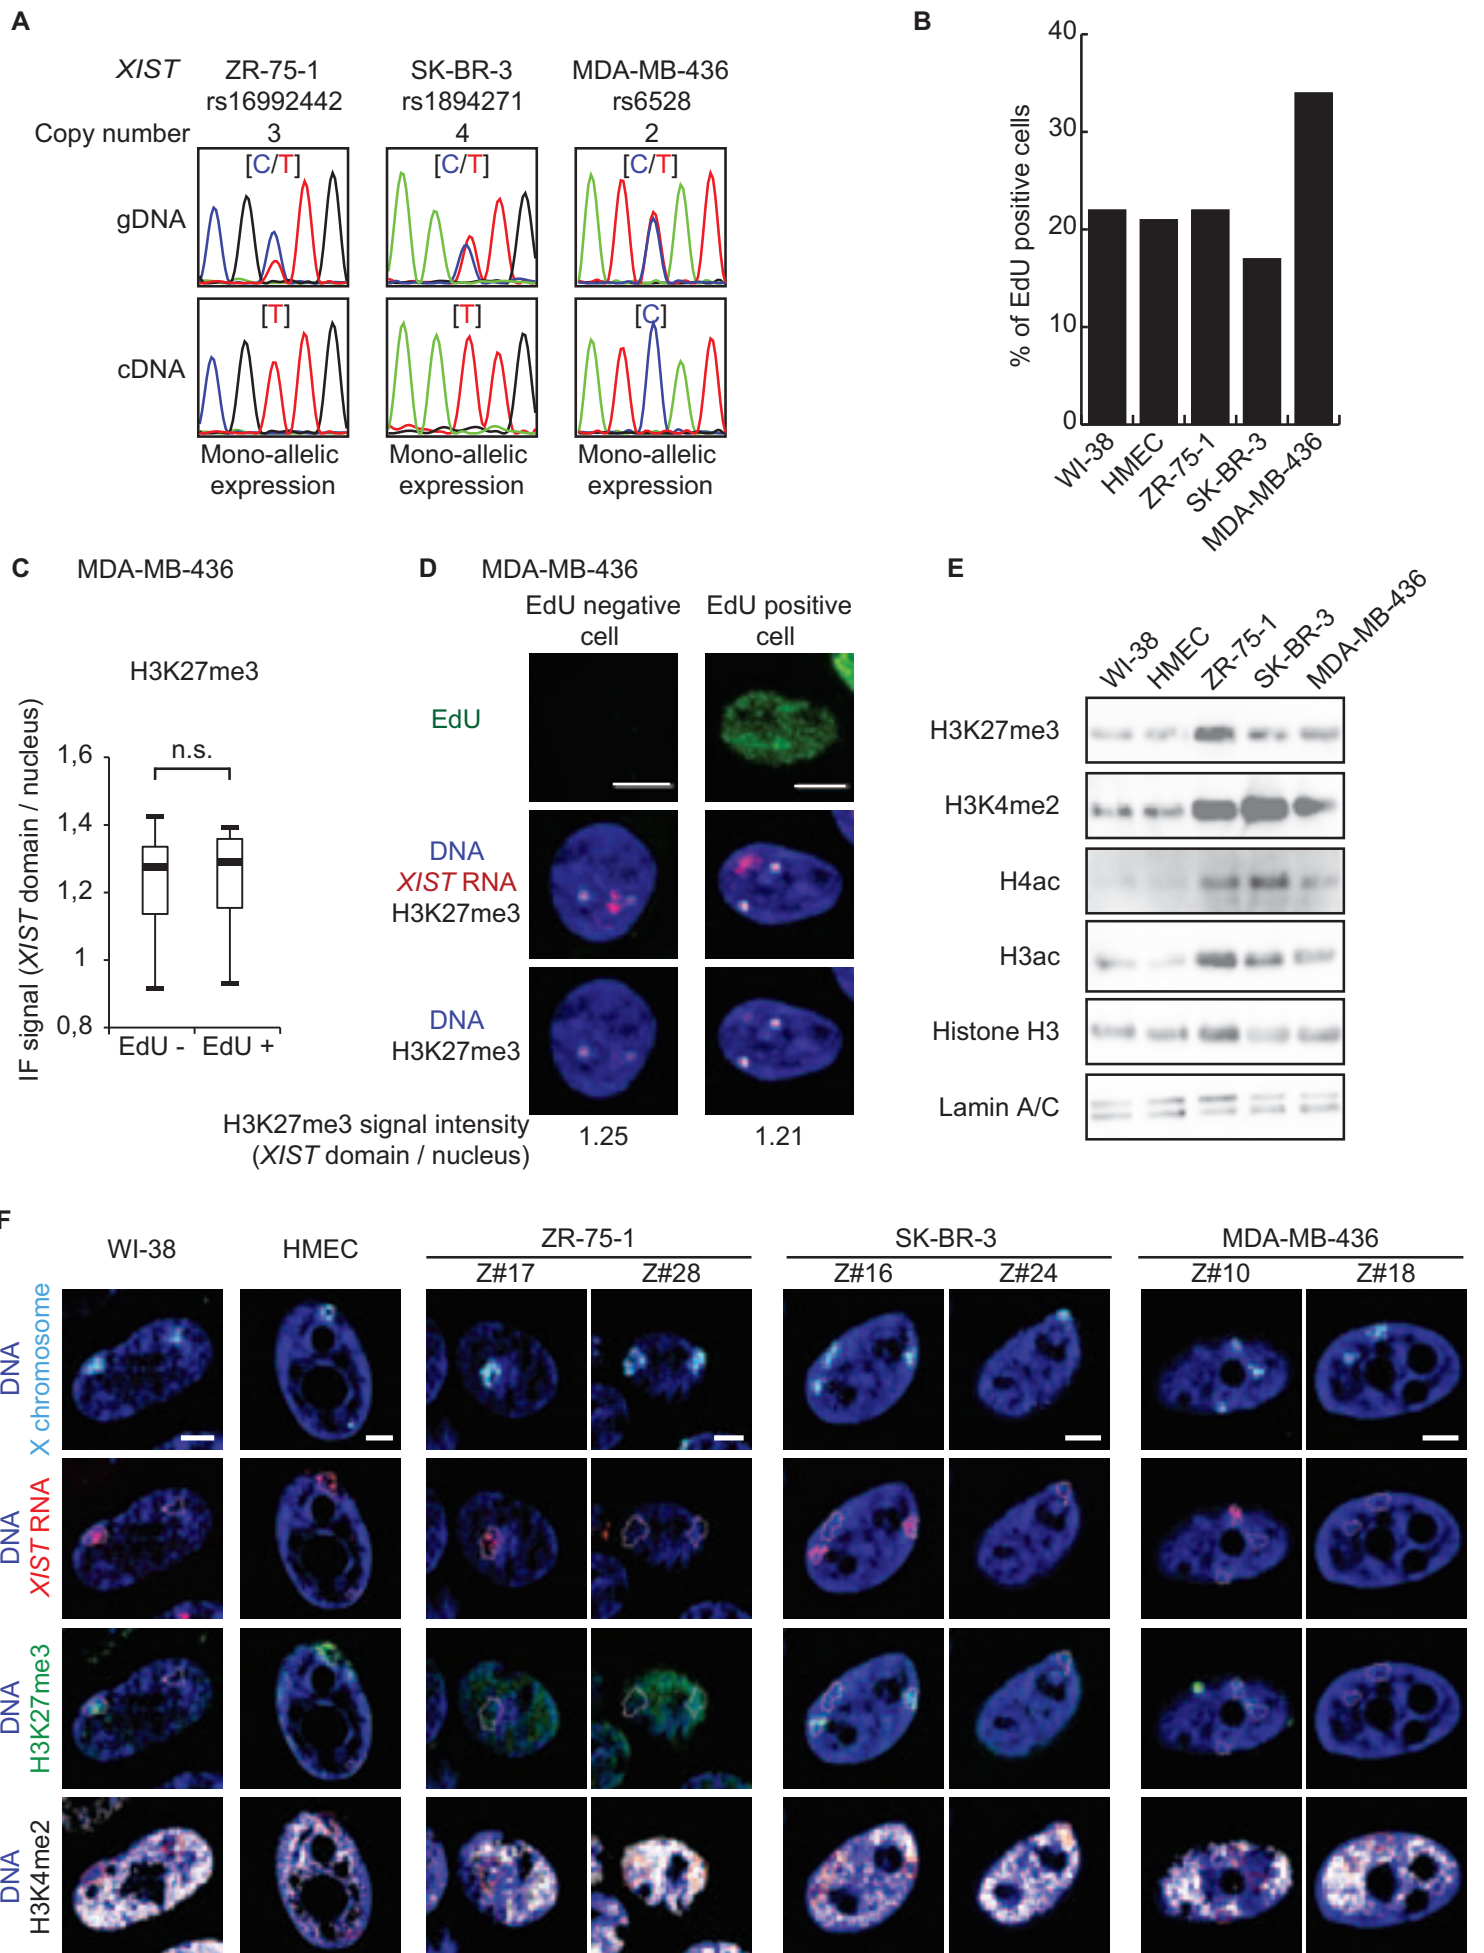 A
XIST
ZR-75-1
SK-BR-3
MDA-MB-436
rs16992442
rs1894271
rs6528
Copy number
3
4
2
gDNA
[C/T]
[C/T]
[C/T]
cDNA
[T]
[T]
[C]
Mono-allelic
expression
Mono-allelic
expression
Mono-allelic
expression
B
% of EdU positive cells
40
30
20
10
0
WI-38
HMEC
ZR-75-1
SK-BR-3
MDA-MB-436
C
MDA-MB-436
H3K27me3
IF signal (XIST domain / nucleus)
n.s.
1,6
1,4
1,2
1
0,8
EdU -
EdU +
D
MDA-MB-436
EdU negative
cell
EdU positive
cell
EdU
DNA
XIST RNA
H3K27me3
DNA
H3K27me3
H3K27me3 signal intensity
(XIST domain / nucleus)
1.25
1.21
E
WI-38
HMEC
ZR-75-1
SK-BR-3
MDA-MB-436
H3K27me3
H3K4me2
H4ac
H3ac
Histone H3
Lamin A/C
F
WI-38
HMEC
ZR-75-1
SK-BR-3
MDA-MB-436
Z#17
Z#28
Z#16
Z#24
Z#10
Z#18
DNA
X chromosome
DNA
XIST RNA
DNA
H3K27me3
DNA
H3K4me2